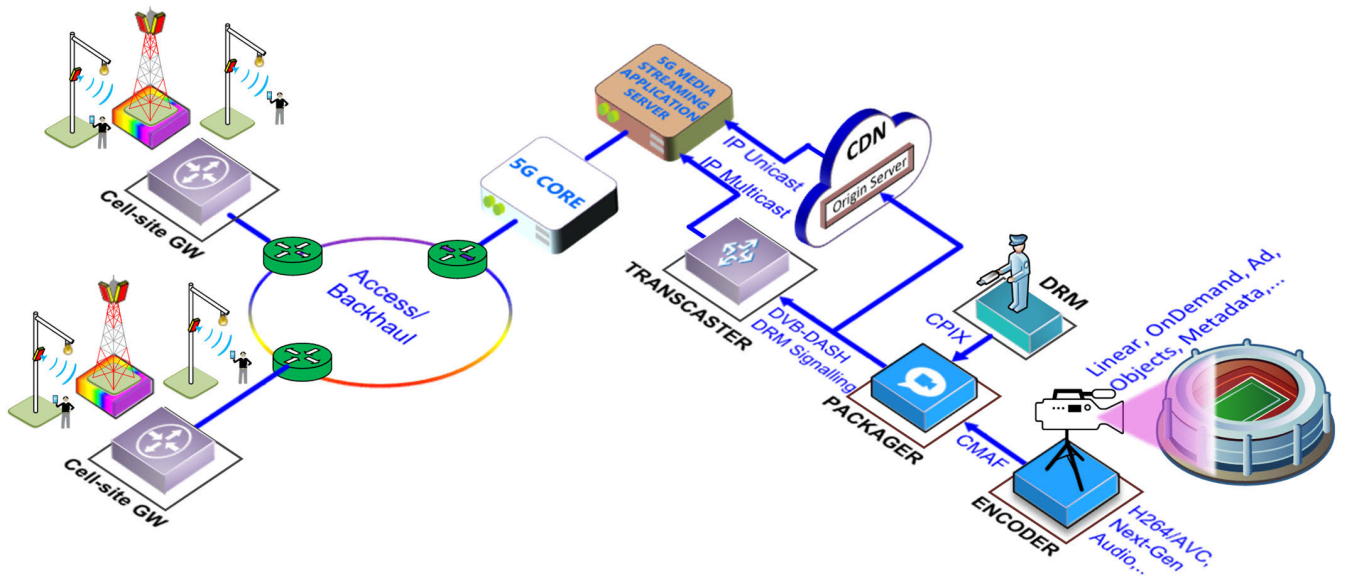 5G MEDIA
STREAMING
APPLICATION
SERVER
5G CORE
CDN
Origin Server
IP Unicast
IP Multicast
Cell-site GW
Access/
Backhaul
TRANSCASTER
DRM
CPIX
DVB-DASH
DRM Signalling
Linear, OnDemand, Ad,
Objects, Metadata,...
PACKAGER
CMAF
Cell-site GW
ENCODER
H264/AVC,
Next-Gen
Audio,..